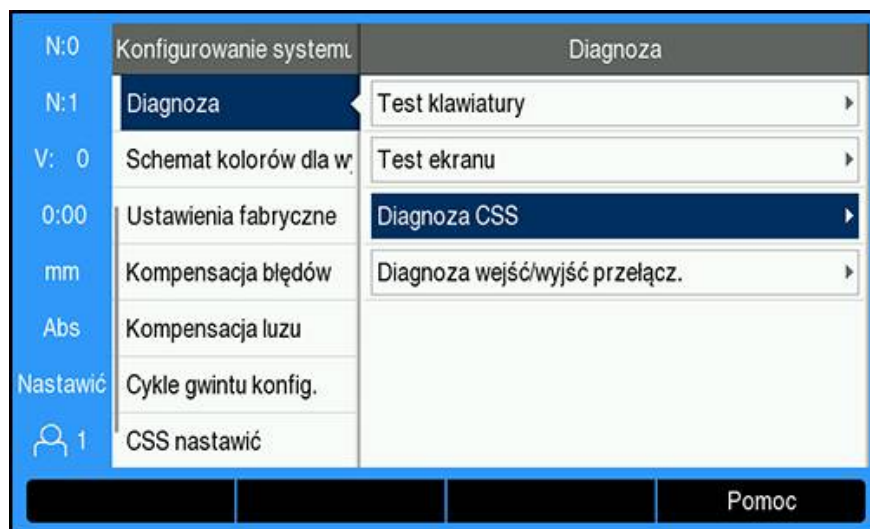 N:0
N:1
V: 0
0:00
mm
Abs
Nastawić
1
Konfigurowanie systemu
Diagnoza
Schemat kolorów dla
Ustawienia fabryczne
Kompensacja błędów
Kompensacja luzu
Cykle gwintu konfig.
CSS nastawić
Diagnoza
Test klawiatury
Test ekranu
Diagnoza CSS
Diagnoza wejść/wyjść przełącz.
Pomoc